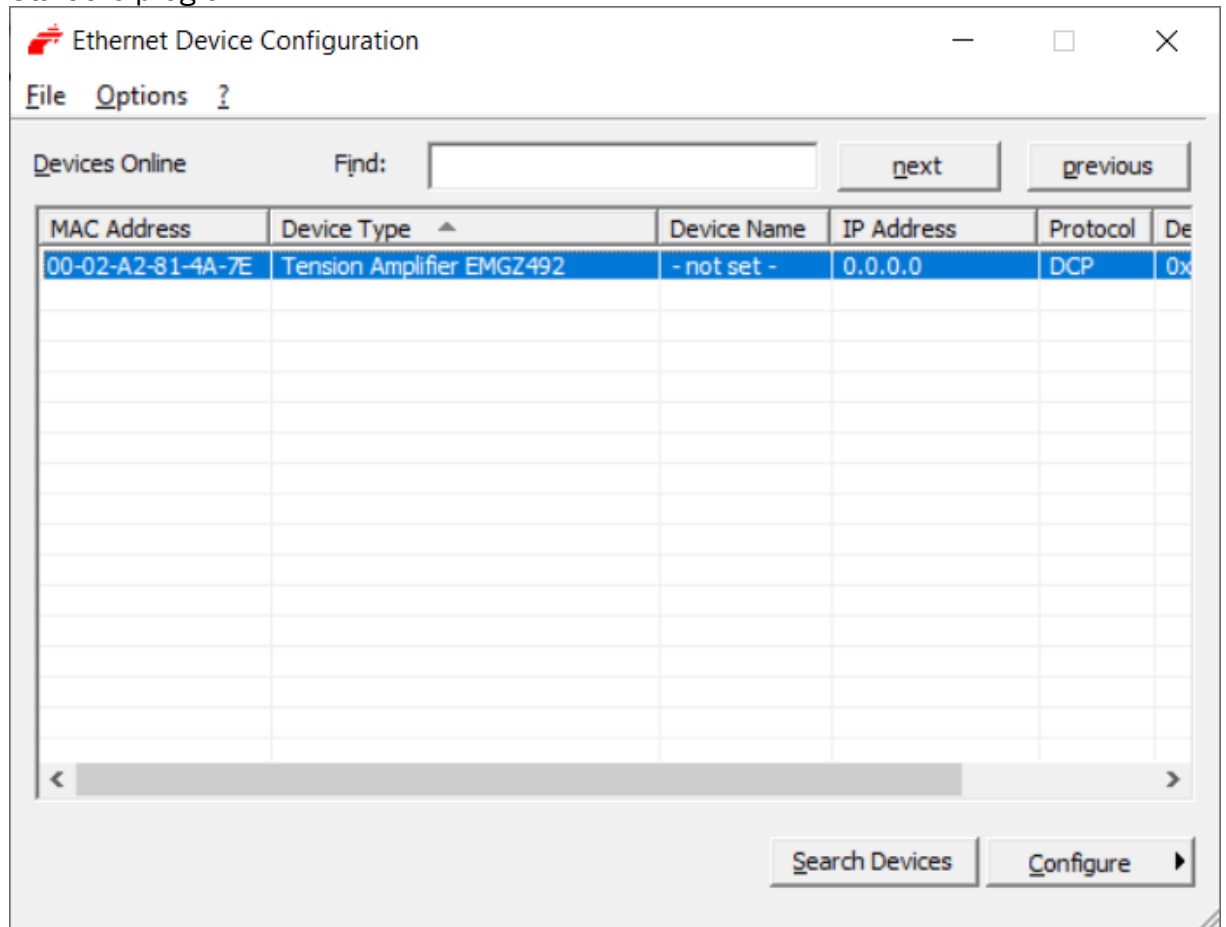 Ethernet Device Configuration
File Options ?
Devices Online Find: next previous
MAC Address Device Type Device Name IP Address Protocol De
00-02-A2-81-4A-7E Tension Amplifier EMGZ492 - not set - 0.0.0.0 DCP 0x
Search Devices Configure